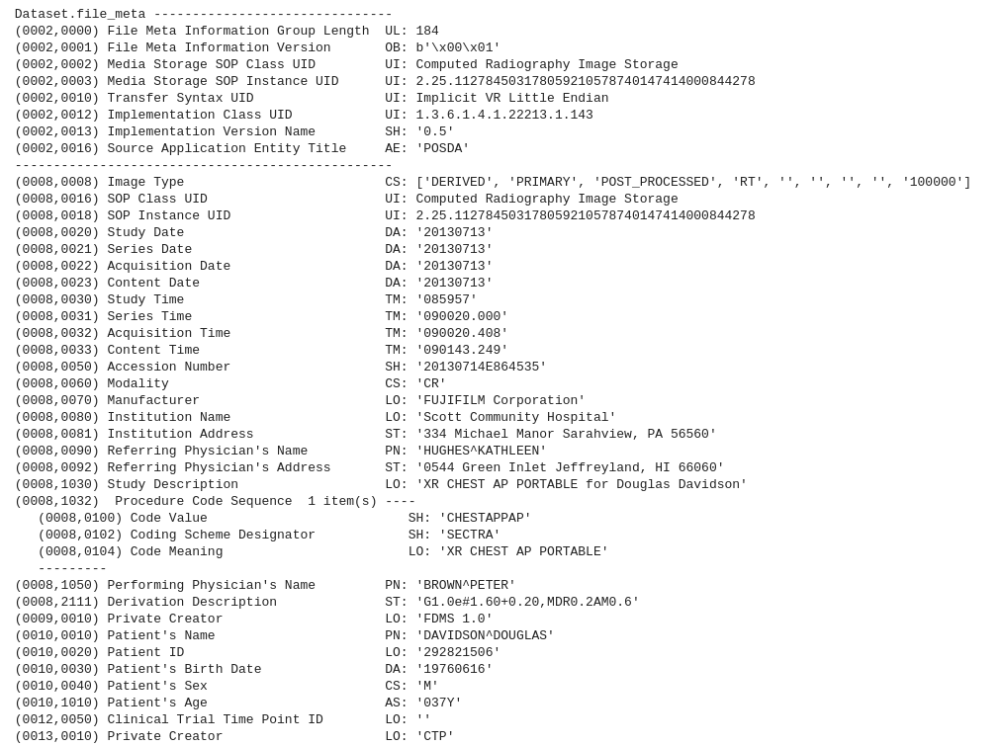 Dataset.file_meta -------------------------------
(0002,0000) File Meta Information Group Length  UL: 184
(0002,0001) File Meta Information Version       OB: b'\x00\x01'
(0002,0002) Media Storage SOP Class UID         UI: Computed Radiography Image Storage
(0002,0003) Media Storage SOP Instance UID      UI: 2.25.112784503178059210578740147414000844278
(0002,0010) Transfer Syntax UID                 UI: Implicit VR Little Endian
(0002,0012) Implementation Class UID            UI: 1.3.6.1.4.1.22213.1.143
(0002,0013) Implementation Version Name         SH: '0.5'
(0002,0016) Source Application Entity Title     AE: 'POSDA'
-------------------------------------------------
(0008,0008) Image Type                          CS: ['DERIVED', 'PRIMARY', 'POST_PROCESSED', 'RT', '', '', '', '', '100000']
(0008,0016) SOP Class UID                       UI: Computed Radiography Image Storage
(0008,0018) SOP Instance UID                    UI: 2.25.112784503178059210578740147414000844278
(0008,0020) Study Date                          DA: '20130713'
(0008,0021) Series Date                         DA: '20130713'
(0008,0022) Acquisition Date                    DA: '20130713'
(0008,0023) Content Date                        DA: '20130713'
(0008,0030) Study Time                          TM: '085957'
(0008,0031) Series Time                         TM: '090020.000'
(0008,0032) Acquisition Time                    TM: '090020.408'
(0008,0033) Content Time                        TM: '090143.249'
(0008,0050) Accession Number                    SH: '20130714E864535'
(0008,0060) Modality                            CS: 'CR'
(0008,0070) Manufacturer                        LO: 'FUJIFILM Corporation'
(0008,0080) Institution Name                    LO: 'Scott Community Hospital'
(0008,0081) Institution Address                 ST: '334 Michael Manor Sarahview, PA 56560'
(0008,0090) Referring Physician's Name          PN: 'HUGHES^KATHLEEN'
(0008,0092) Referring Physician's Address       ST: '0544 Green Inlet Jeffreyland, HI 66060'
(0008,1030) Study Description                   LO: 'XR CHEST AP PORTABLE for Douglas Davidson'
(0008,1032)  Procedure Code Sequence  1 item(s) ----
   (0008,0100) Code Value                          SH: 'CHESTAPPAP'
   (0008,0102) Coding Scheme Designator            SH: 'SECTRA'
   (0008,0104) Code Meaning                        LO: 'XR CHEST AP PORTABLE'
   ---------
(0008,1050) Performing Physician's Name         PN: 'BROWN^PETER'
(0008,2111) Derivation Description              ST: 'G1.0e#1.60+0.20,MDR0.2AM0.6'
(0009,0010) Private Creator                     LO: 'FDMS 1.0'
(0010,0010) Patient's Name                      PN: 'DAVIDSON^DOUGLAS'
(0010,0020) Patient ID                          LO: '292821506'
(0010,0030) Patient's Birth Date                DA: '19760616'
(0010,0040) Patient's Sex                       CS: 'M'
(0010,1010) Patient's Age                       AS: '037Y'
(0012,0050) Clinical Trial Time Point ID        LO: ''
(0013,0010) Private Creator                     LO: 'CTP'